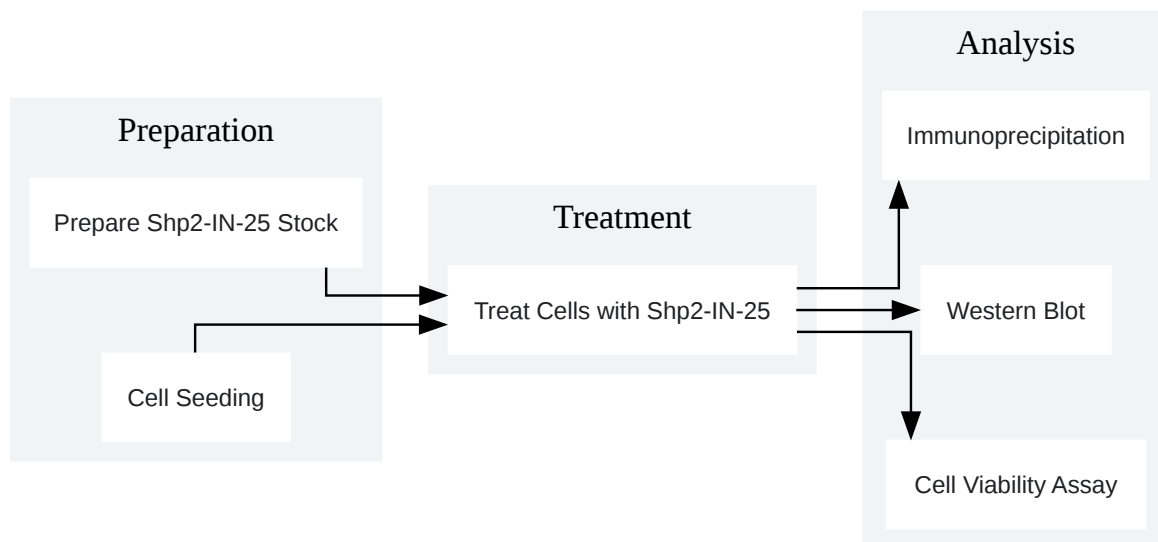 Preparation
Prepare Shp2-IN-25 Stock
Cell Seeding
Treatment
Treat Cells with Shp2-IN-25
Analysis
Immunoprecipitation
Western Blot
Cell Viability Assay